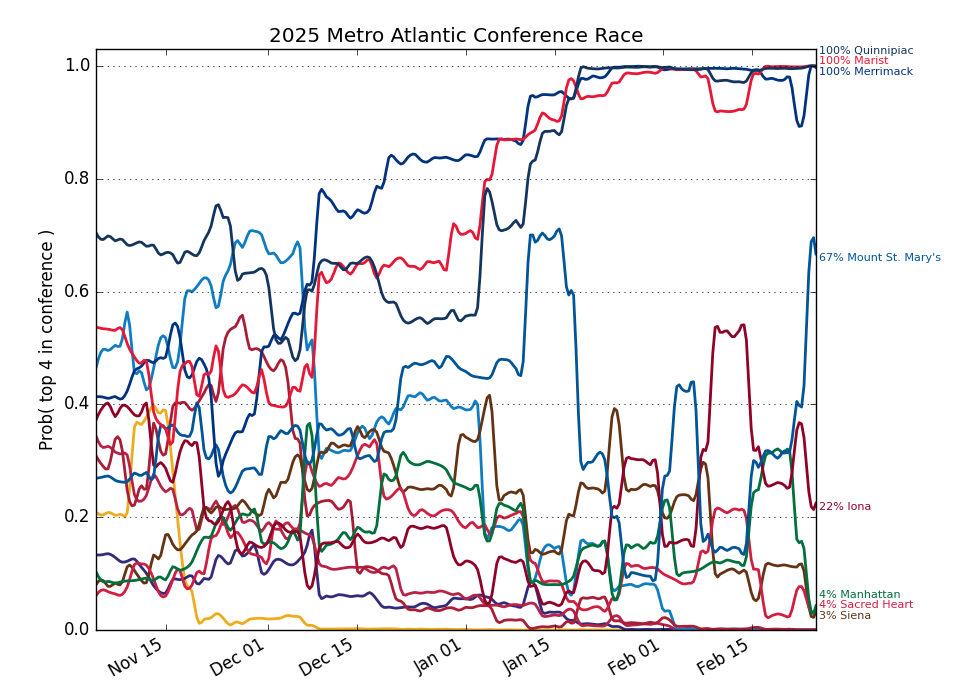 2025 Metro Atlantic Conference Race
Prob( top 4 in conference )
1.0
0.8
0.6
0.4
0.2
0.0
Nov 15
Dec 01
Dec 15
Jan 01
Jan 15
Feb 01
Feb 15
100% Quinnipiac
100% Marist
100% Merrimack
67% Mount St. Mary's
22% Iona
4% Manhattan
4% Sacred Heart
3% Siena